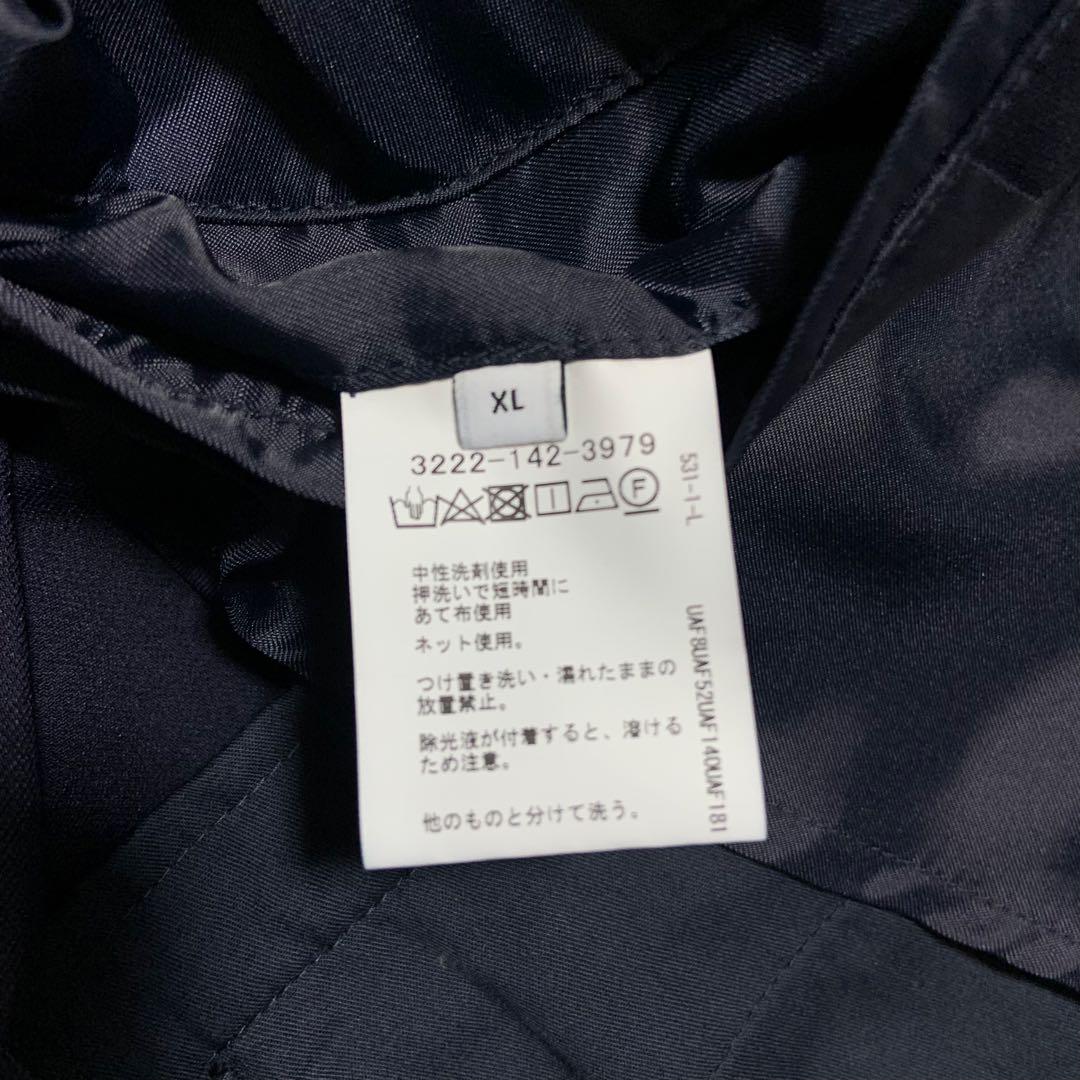 XL
3222-142-3979
531-1-L
F
中性洗剤使用
押洗いで短時間に
あて布使用
ネット使用。
つけ置き洗い・濡れたままの
放置禁止。
除光液が付着すると、溶ける
ため注意。
他のものと分けて洗う。
UAF8UAF52UAF140UAF181